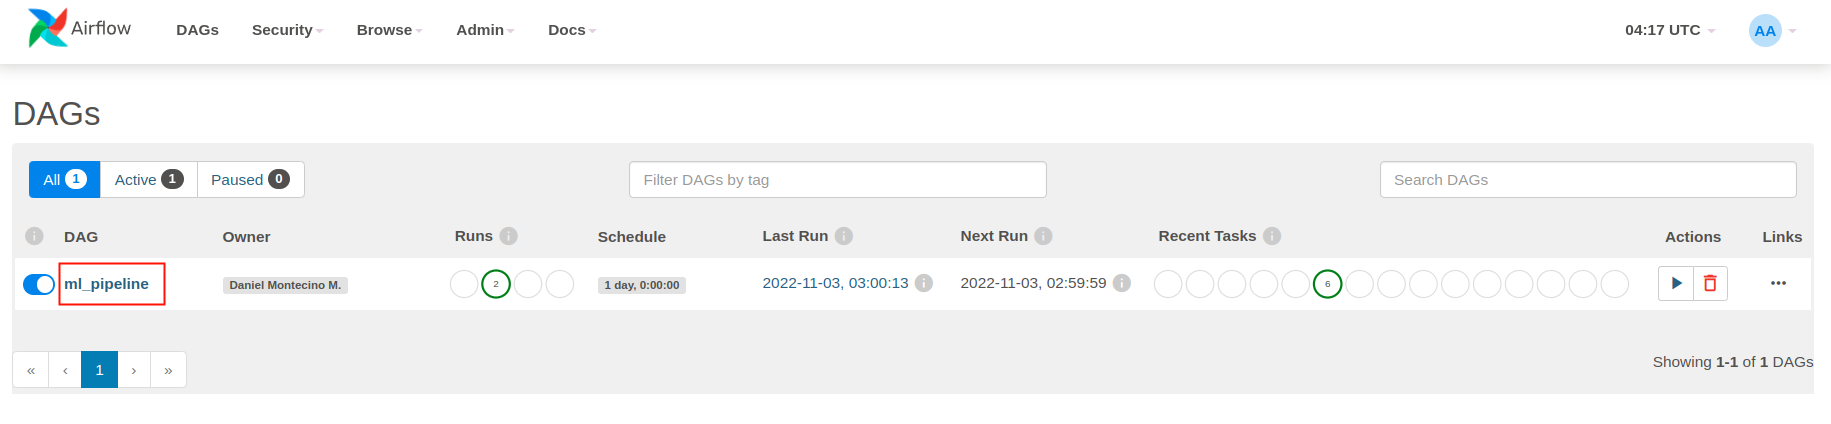 Airflow DAGs Security Browse Admin Docs 04:17 UTC AA
DAGs
All 1 Active 1 Paused 0 Filter DAGs by tag Search DAGs
i DAG Owner Runs i Schedule Last Run i Next Run i Recent Tasks i Actions Links
ml_pipeline Daniel Montecino M. 2 1 day, 0:00:00 2022-11-03, 03:00:13 i 2022-11-03, 02:59:59 i 6 •••
« ‹ 1 › » Showing 1-1 of 1 DAGs